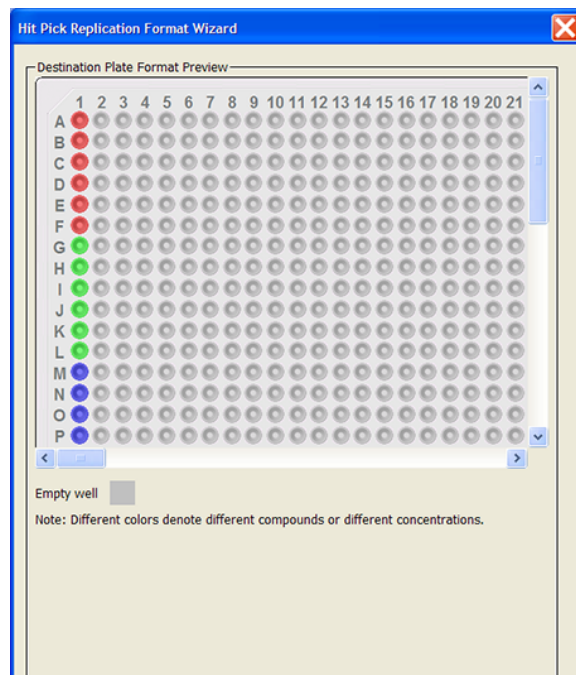 Hit Pick Replication Format Wizard
Destination Plate Format Preview
1 2 3 4 5 6 7 8 9 10 11 12 13 14 15 16 17 18 19 20 21
A
B
C
D
E
F
G
H
I
J
K
L
M
N
O
P
Empty well
Note: Different colors denote different compounds or different concentrations.